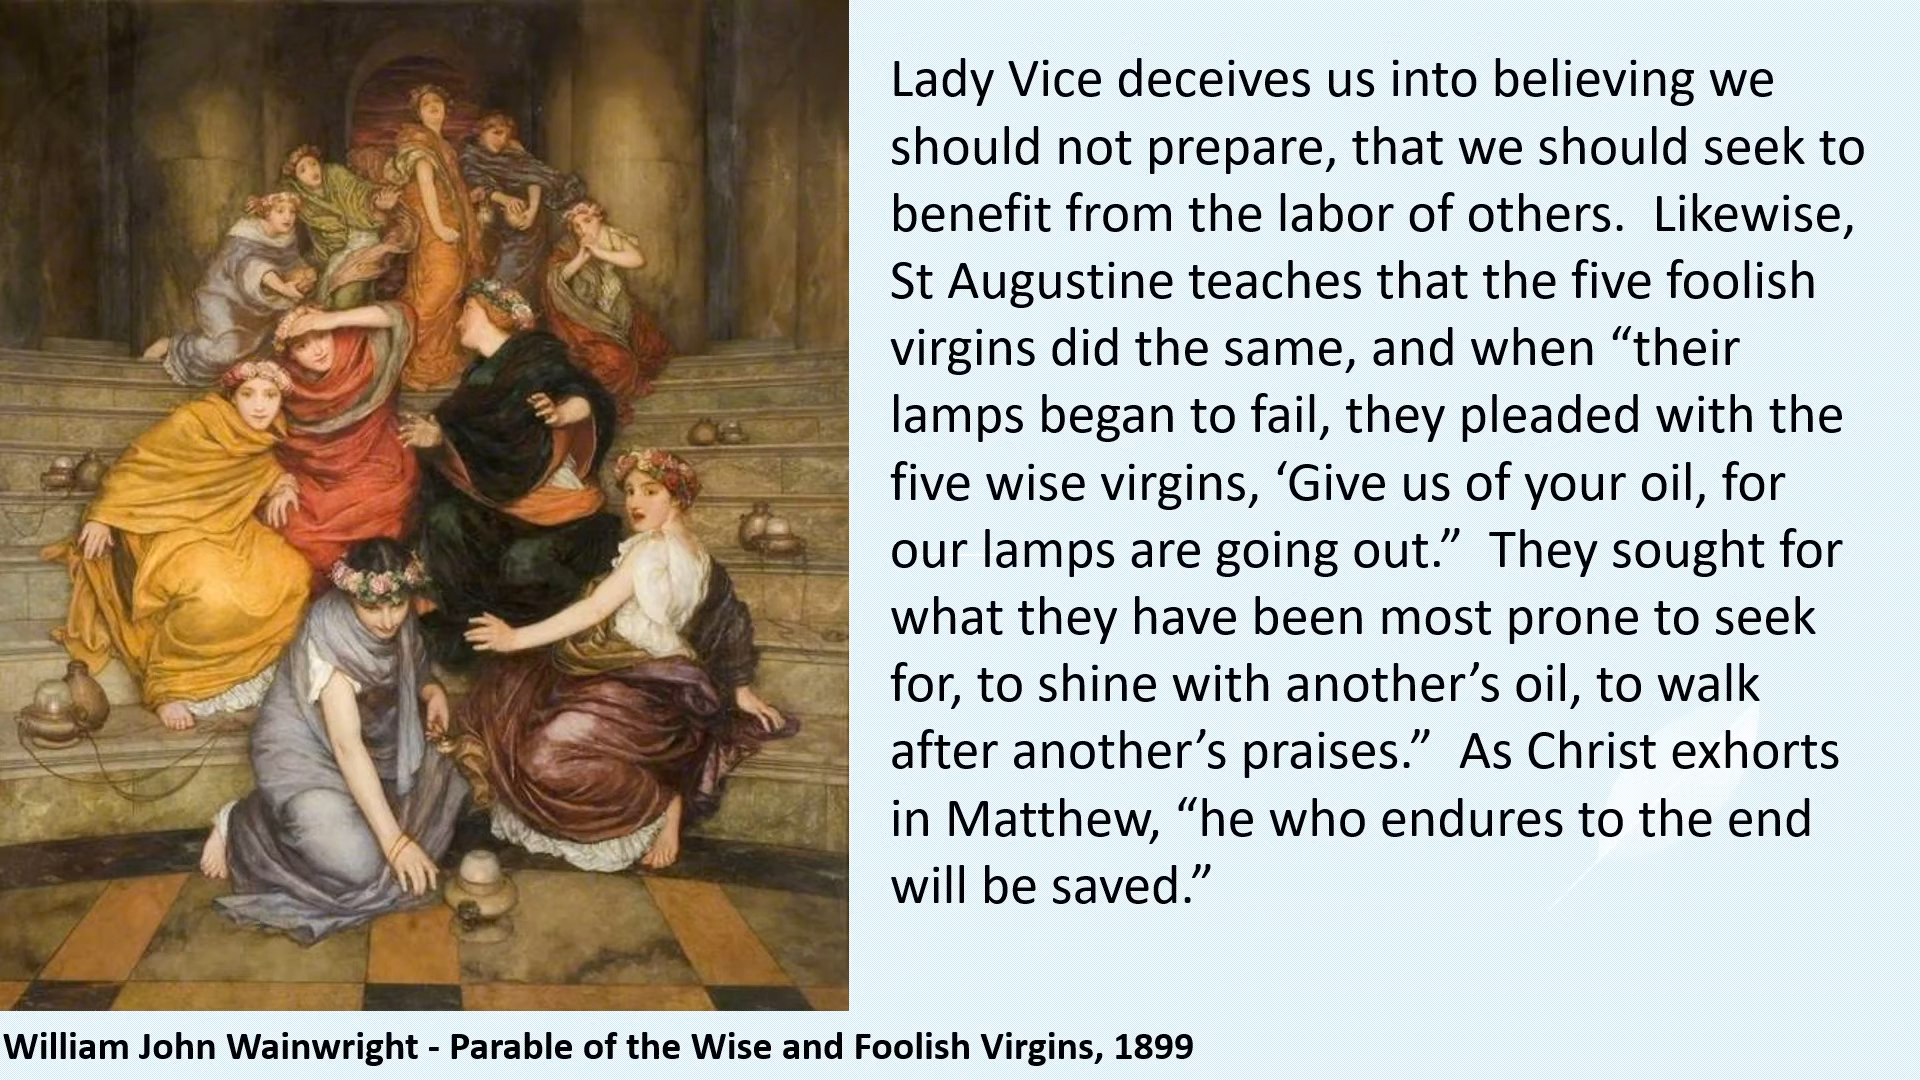 Lady Vice deceives us into believing we
should not prepare, that we should seek to
benefit from the labor of others.  Likewise,
St Augustine teaches that the five foolish
virgins did the same, and when “their
lamps began to fail, they pleaded with the
five wise virgins, ‘Give us of your oil, for
our lamps are going out.”  They sought for
what they have been most prone to seek
for, to shine with another’s oil, to walk
after another’s praises.”  As Christ exhorts
in Matthew, “he who endures to the end
will be saved.”
William John Wainwright - Parable of the Wise and Foolish Virgins, 1899